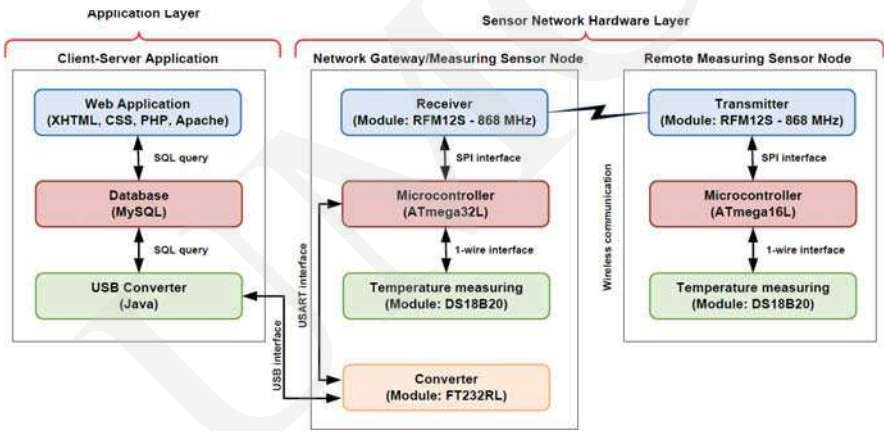 Application Layer
Sensor Network Hardware Layer
Client-Server Application
Web Application
(XHTML, CSS, PHP, Apache)
SQL query
Database
(MySQL)
SQL query
USB Converter
(Java)
USB interface
Network Gateway/Measuring Sensor Node
Receiver
(Module: RFM12S - 868 MHz)
SPI interface
Microcontroller
(ATmega32L)
1-wire interface
Temperature measuring
(Module: DS18B20)
USART interface
Converter
(Module: FT232RL)
Wireless communication
Remote Measuring Sensor Node
Transmitter
(Module: RFM12S - 868 MHz)
SPI interface
Microcontroller
(ATmega16L)
1-wire interface
Temperature measuring
(Module: DS18B20)